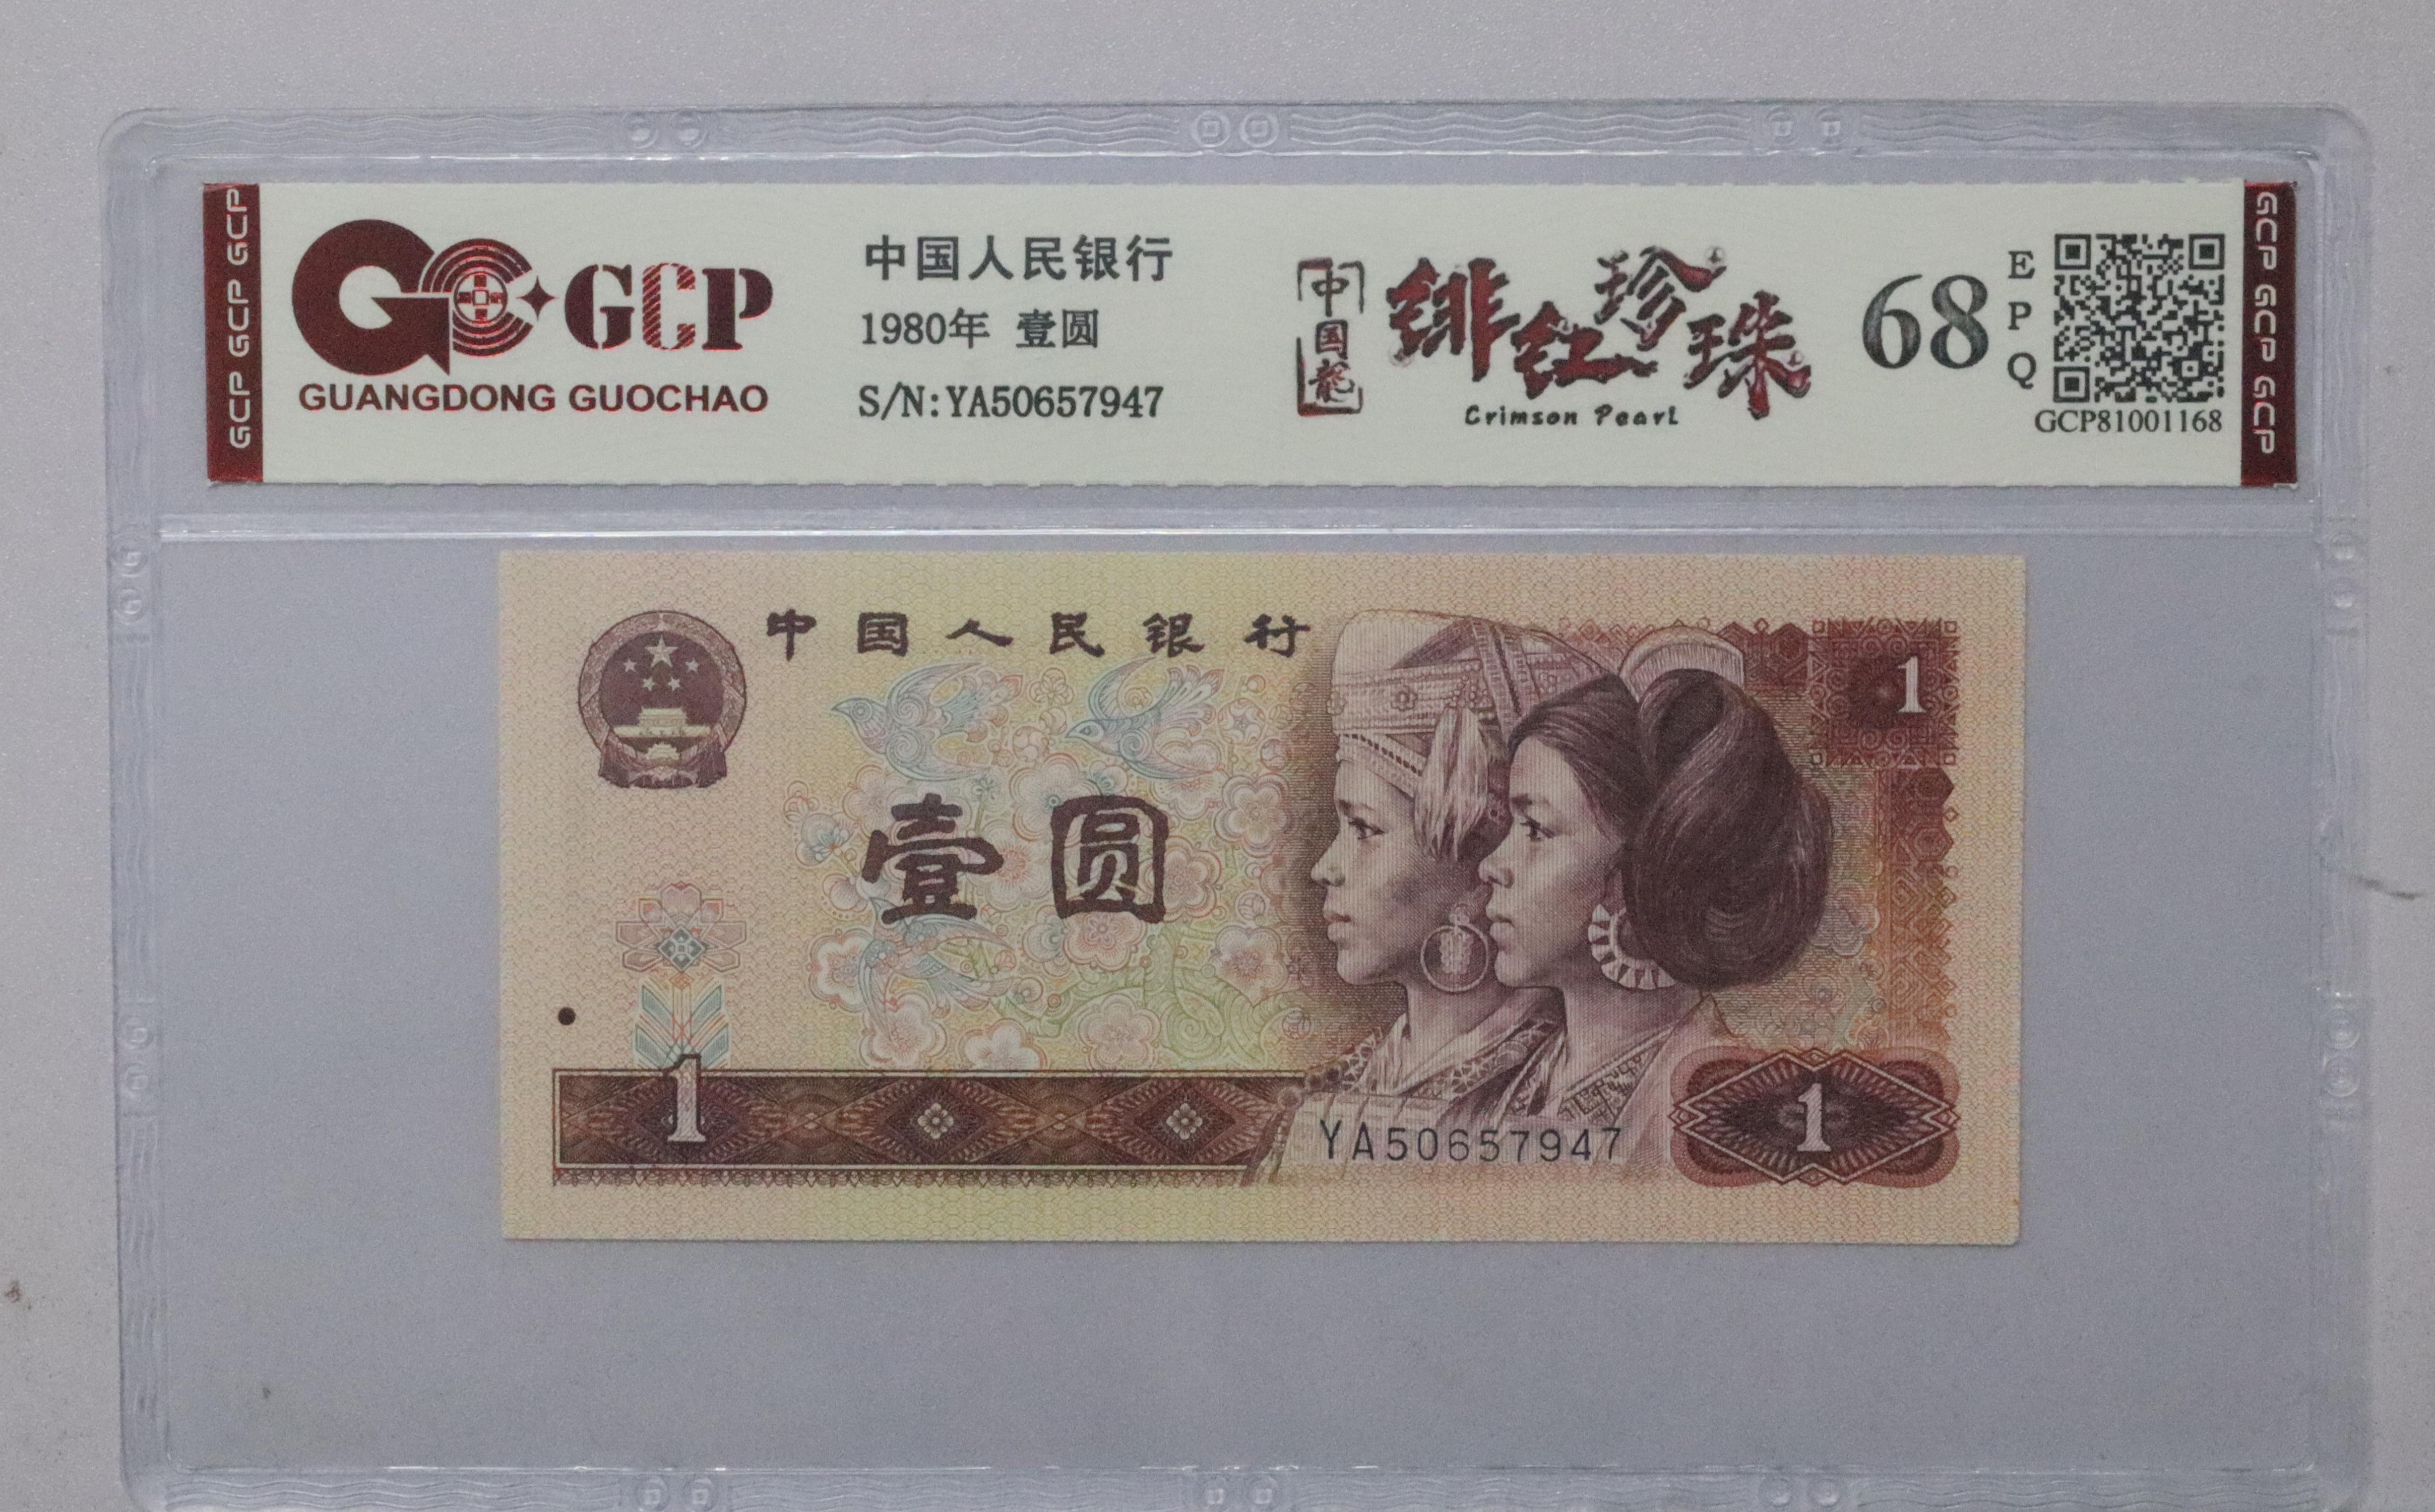 GCP GCP GCP
GCP
GUANGDONG GUOCHAO
中国人民银行
1980年 壹圆
S/N:YA50657947
中国龍
绯红珍珠
Crimson Pearl
68
EPQ
GCP81001168
GCP GCP GCP
中国人民银行
1
壹圆
1
YA50657947
1